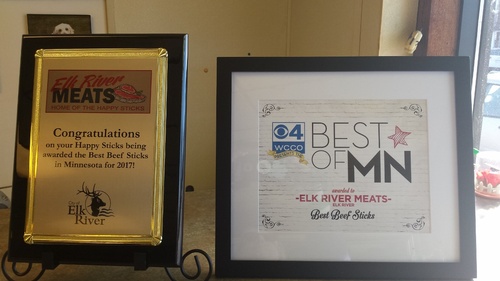 Elk River
MEATS
HOME OF THE HAPPY STICKS
Congratulations
on your Happy Sticks being
awarded the Best Beef Sticks
in Minnesota for 2017!
City of
Elk
River
4
WCCO
BEST
OF MN
awarded to
-ELK RIVER MEATS-
ELK RIVER
Best Beef Sticks